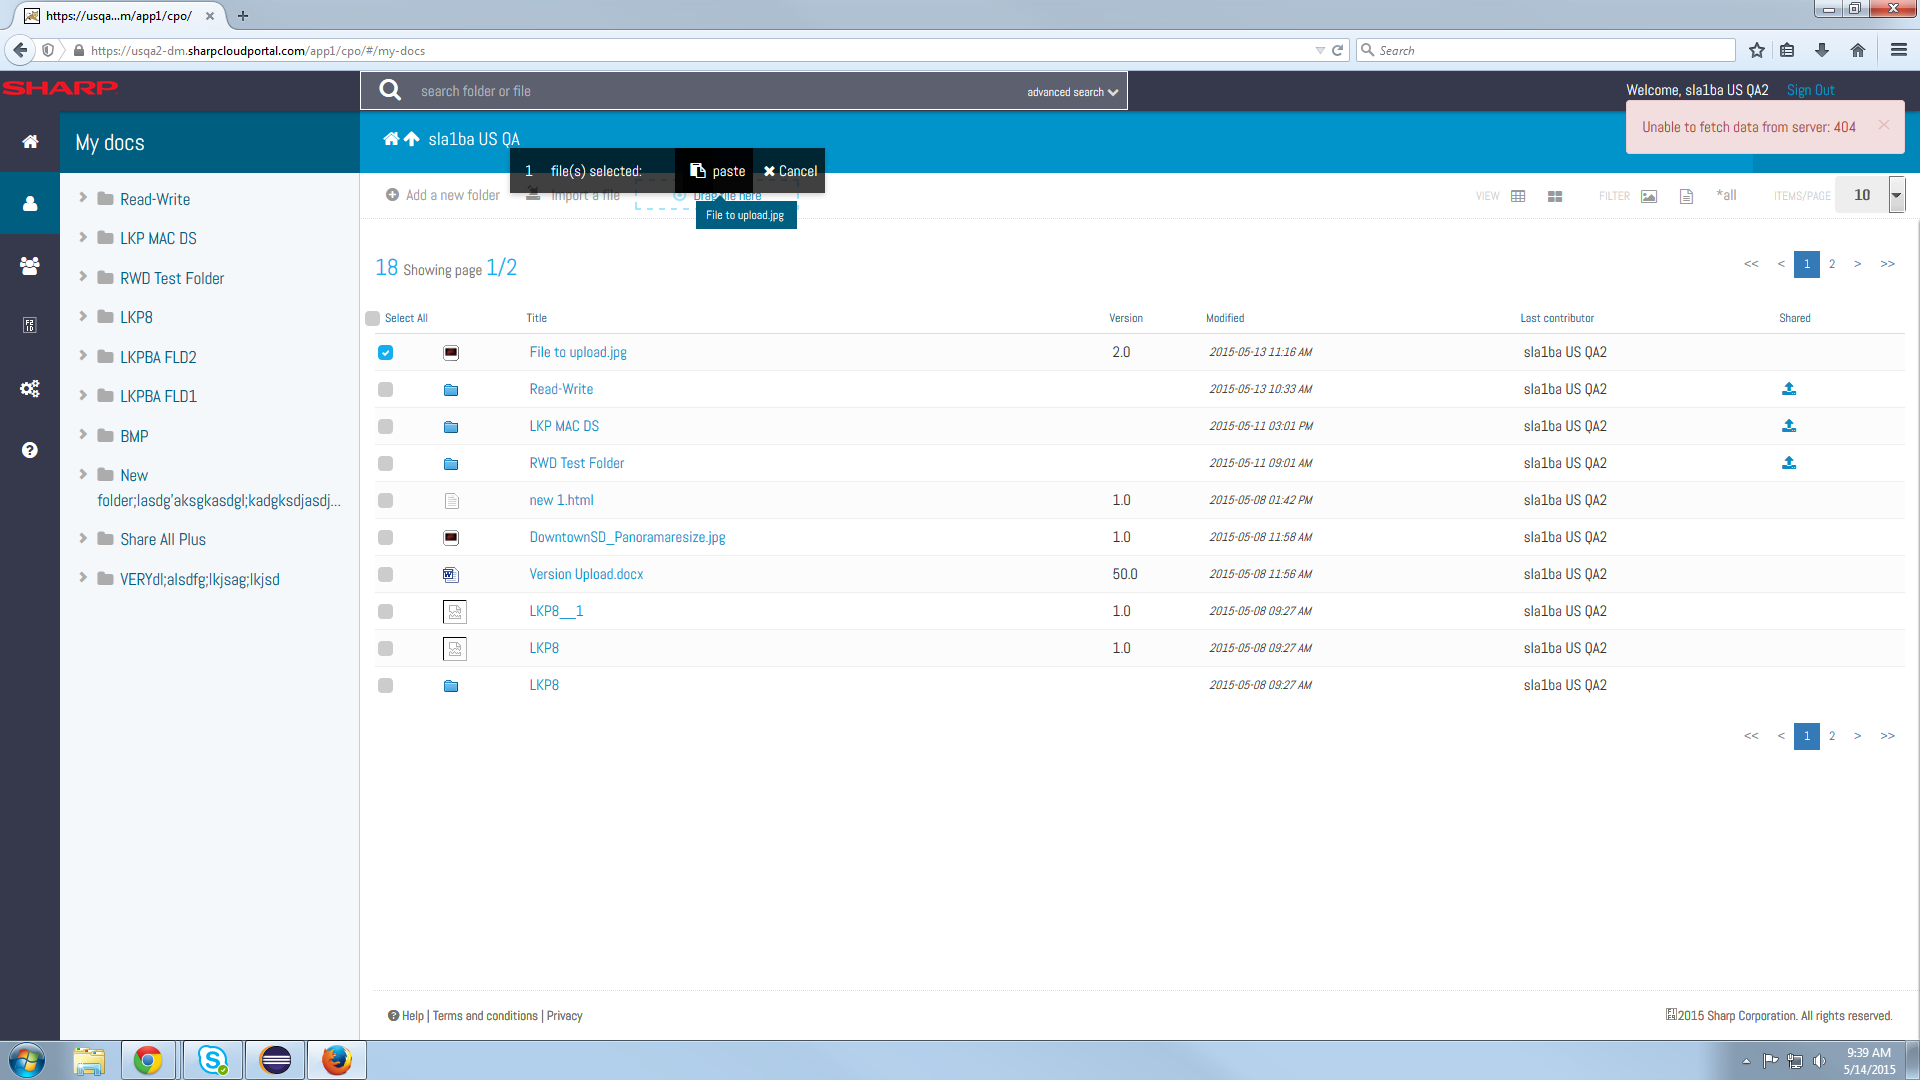 https://usqa...m/app1/cpo/
https://usqa2-dm.sharpcloudportal.com/app1/cpo/#/my-docs
Search
SHARP
search folder or file
advanced search
Welcome, sla1ba US QA2 Sign Out
Unable to fetch data from server: 404
My docs
sla1ba US QA
1 file(s) selected: paste Cancel
Add a new folder
Import a file
Drag file here
File to upload.jpg
VIEW
FILTER
*all
ITEMS/PAGE 10
Read-Write
LKP MAC DS
RWD Test Folder
LKP8
LKPBA FLD2
LKPBA FLD1
BMP
New
folder;lasdg'aksgkasdgl;kadgksdjasdj...
Share All Plus
VERYdl;alsdfg;lkjsag;lkjsd
18 Showing page 1/2
<< < 1 2 > >>
Select All Title Version Modified Last contributor Shared
File to upload.jpg 2.0 2015-05-13 11:16 AM sla1ba US QA2
Read-Write 2015-05-13 10:33 AM sla1ba US QA2
LKP MAC DS 2015-05-11 03:01 PM sla1ba US QA2
RWD Test Folder 2015-05-11 09:01 AM sla1ba US QA2
new 1.html 1.0 2015-05-08 01:42 PM sla1ba US QA2
DowntownSD_Panoramaresize.jpg 1.0 2015-05-08 11:58 AM sla1ba US QA2
Version Upload.docx 50.0 2015-05-08 11:56 AM sla1ba US QA2
LKP8__1 1.0 2015-05-08 09:27 AM sla1ba US QA2
LKP8 1.0 2015-05-08 09:27 AM sla1ba US QA2
LKP8 2015-05-08 09:27 AM sla1ba US QA2
<< < 1 2 > >>
Help | Terms and conditions | Privacy
2015 Sharp Corporation. All rights reserved.
9:39 AM
5/14/2015